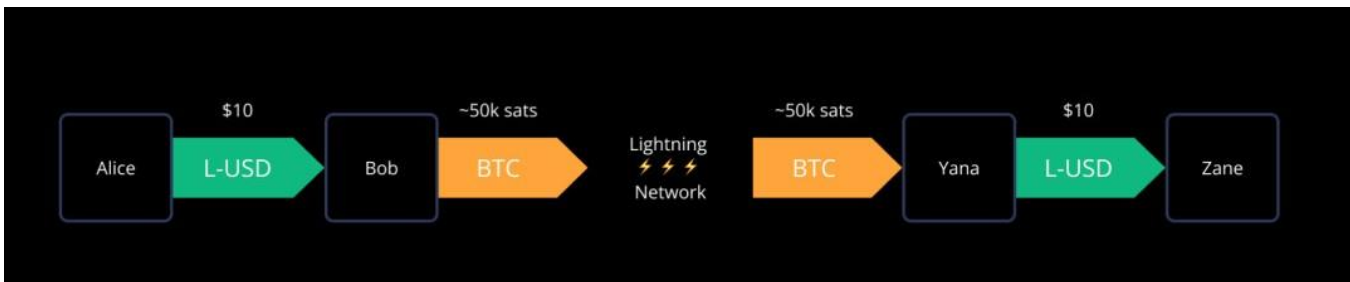 $10
~50k sats
~50k sats
$10
Alice
L-USD
Bob
BTC
Lightning
⚡⚡⚡
Network
BTC
Yana
L-USD
Zane